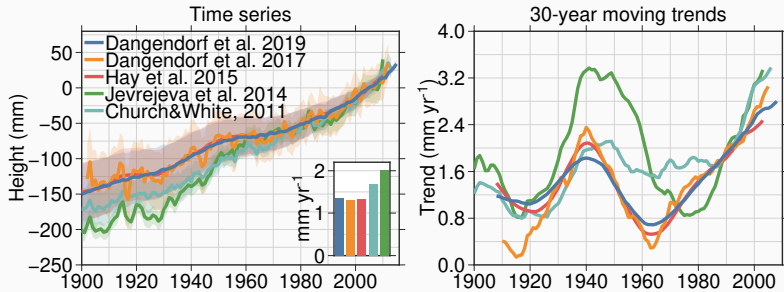 Time series
30-year moving trends
Height (mm)
50
0
−50
−100
−150
−200
−250
Dangendorf et al. 2019
Dangendorf et al. 2017
Hay et al. 2015
Jevrejeva et al. 2014
Church&White, 2011
mm yr⁻¹
2
1
0
1900 1920 1940 1960 1980 2000
Trend (mm yr⁻¹)
4.0
3.2
2.4
1.6
0.8
0.0
1900 1920 1940 1960 1980 2000